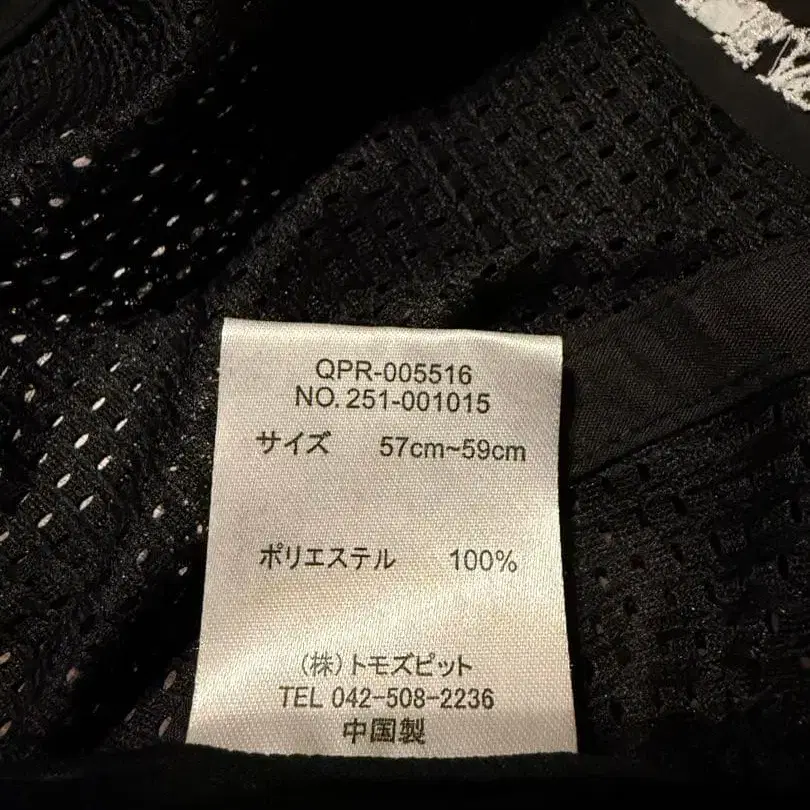 QPR-005516
NO. 251-001015
サイズ 57cm~59cm
ポリエステル 100%
(株)トモズピット
TEL 042-508-2236
中国製